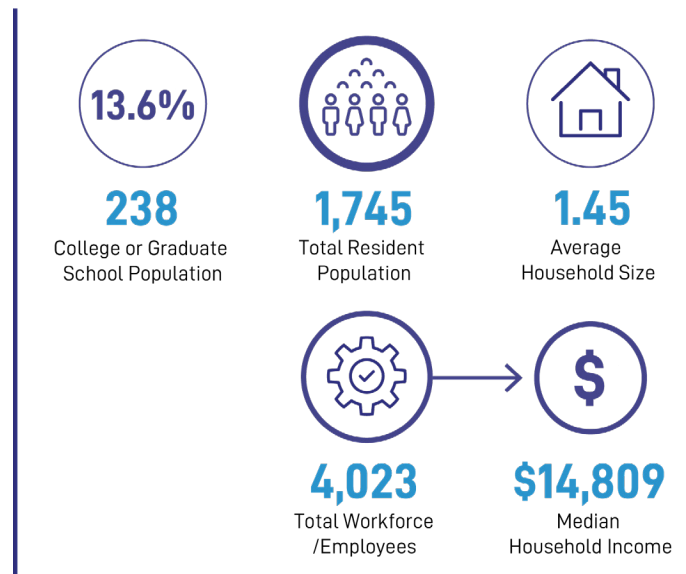 13.6%
238
College or Graduate
School Population
1,745
Total Resident
Population
1.45
Average
Household Size
4,023
Total Workforce
/Employees
$
$14,809
Median
Household Income